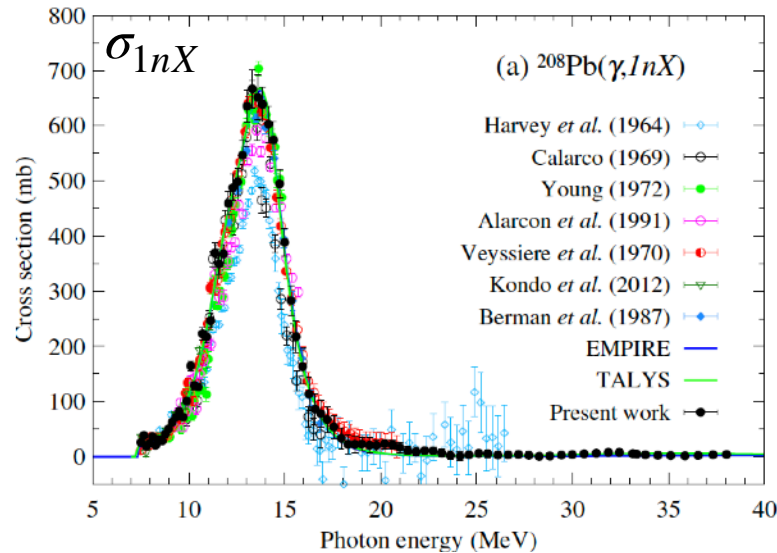 800
700
600
500
400
300
200
100
0
Cross section (mb)
σ1nX
(a) ²⁰⁸Pb(γ,1nX)
Harvey et al. (1964)
Calarco (1969)
Young (1972)
Alarcon et al. (1991)
Veyssiere et al. (1970)
Kondo et al. (2012)
Berman et al. (1987)
EMPIRE
TALYS
Present work
5 10 15 20 25 30 35 40
Photon energy (MeV)